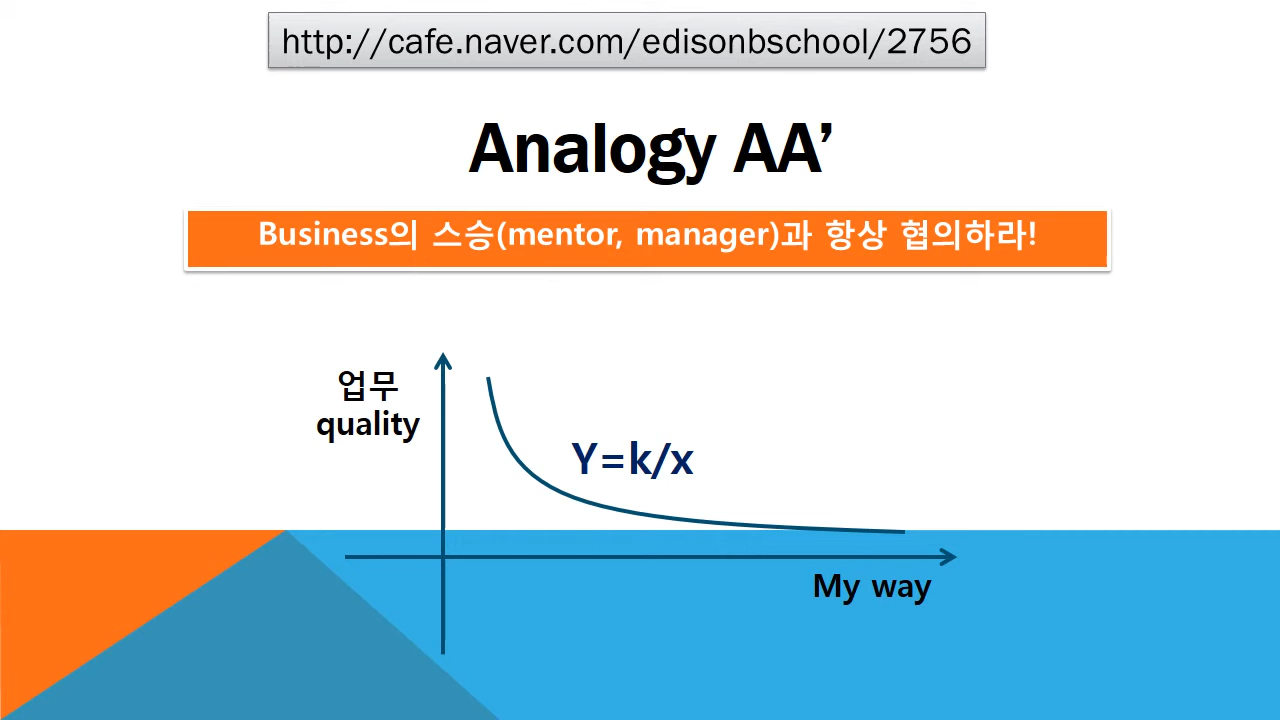 http://cafe.naver.com/edisonbschool/2756
Analogy AA’
Business의 스승(mentor, manager)과 항상 협의하라!
업무
quality
Y=k/x
My way